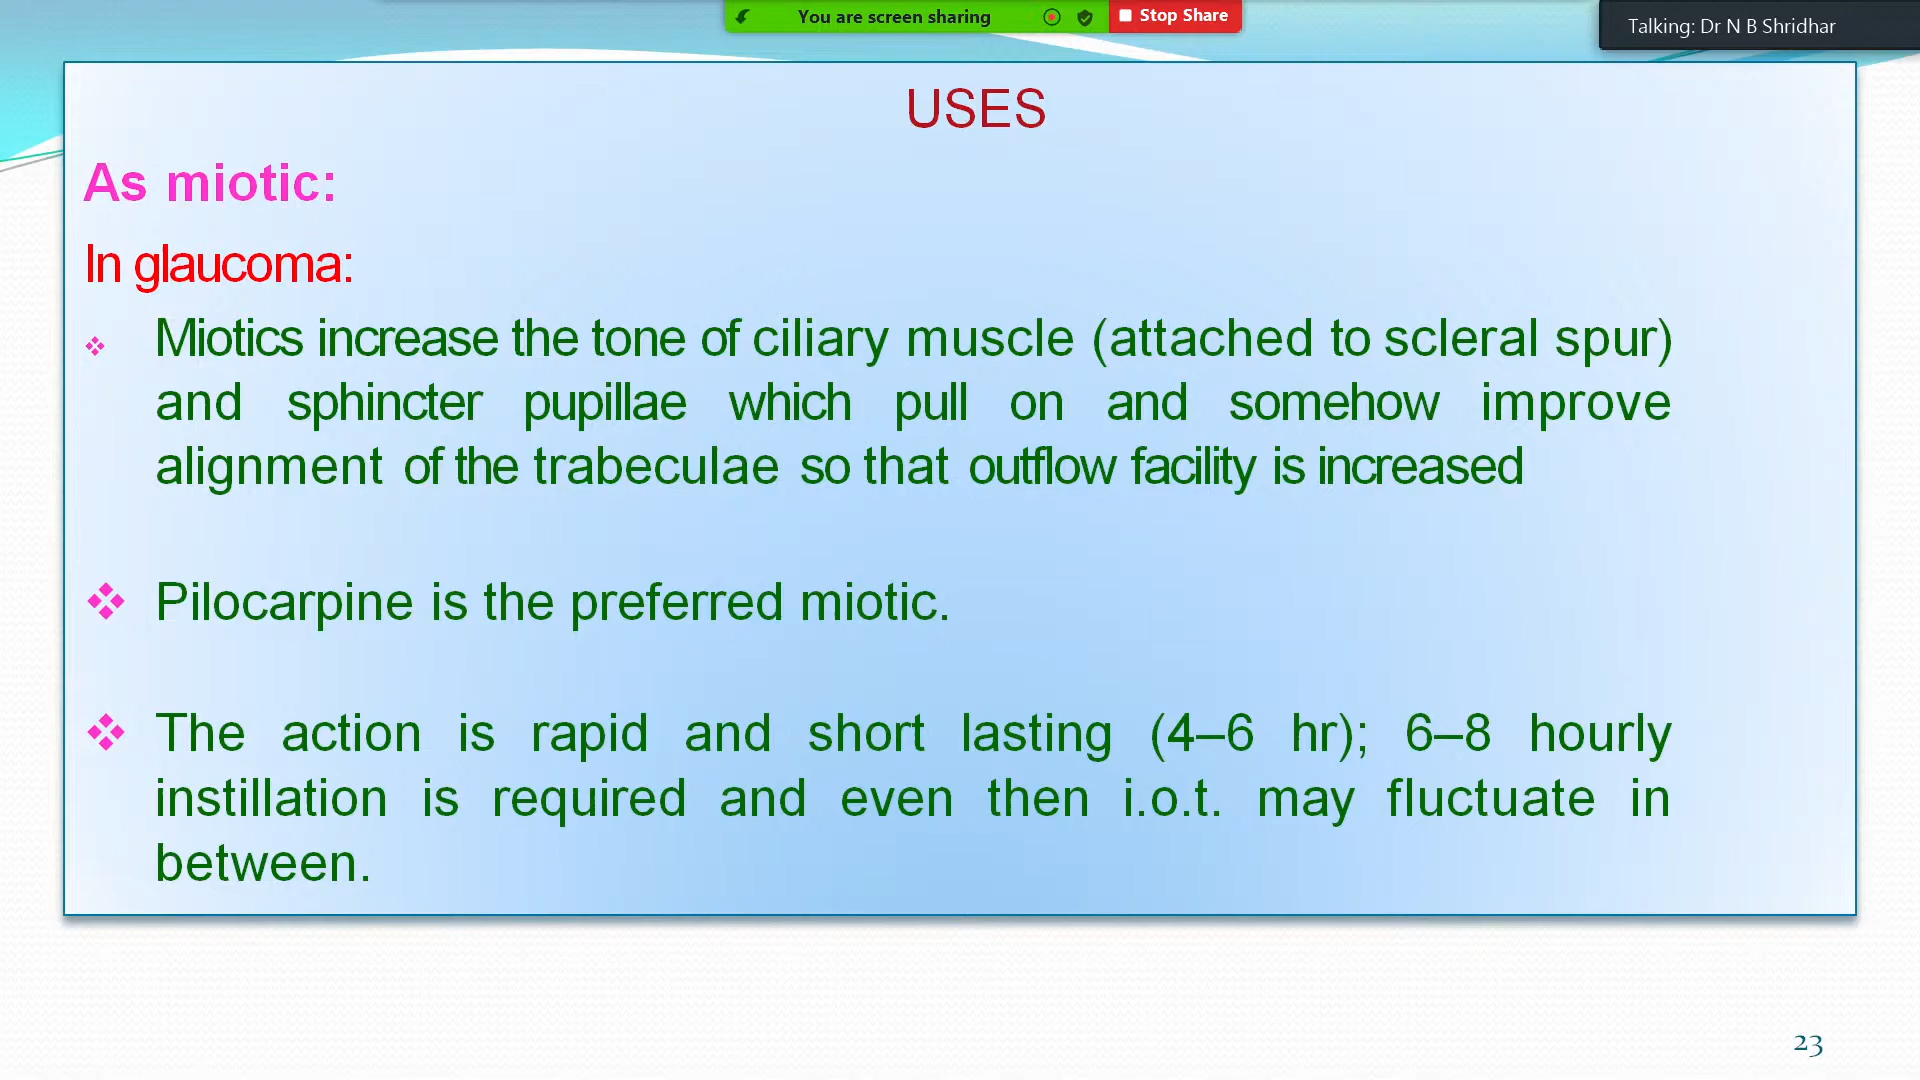 You are screen sharing
Stop Share
Talking: Dr N B Shridhar
USES
As miotic:
In glaucoma:
Miotics increase the tone of ciliary muscle (attached to scleral spur)
and sphincter pupillae which pull on and somehow improve
alignment of the trabeculae so that outflow facility is increased
Pilocarpine is the preferred miotic.
The action is rapid and short lasting (4–6 hr); 6–8 hourly
instillation is required and even then i.o.t. may fluctuate in
between.
23